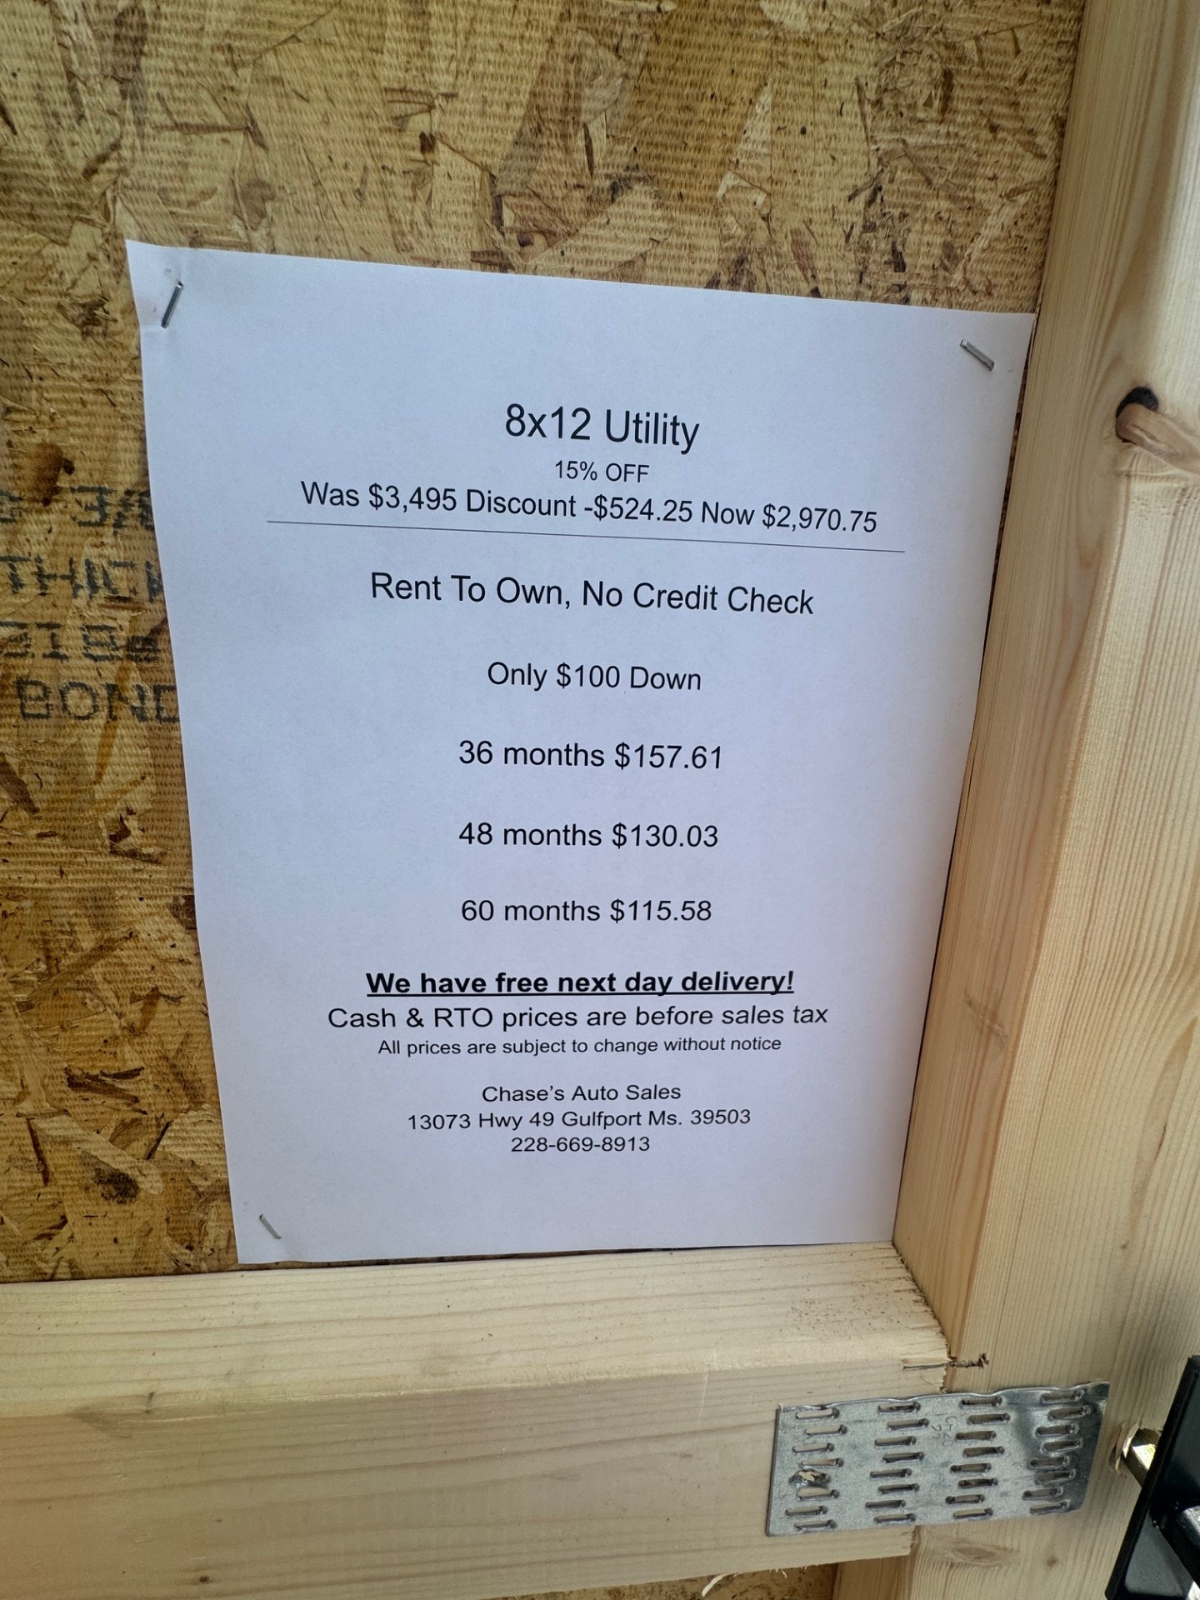 8x12 Utility
15% OFF
Was $3,495 Discount -$524.25 Now $2,970.75
Rent To Own, No Credit Check
Only $100 Down
36 months $157.61
48 months $130.03
60 months $115.58
We have free next day delivery!
Cash & RTO prices are before sales tax
All prices are subject to change without notice
Chase's Auto Sales
13073 Hwy 49 Gulfport Ms. 39503
228-669-8913
BOND